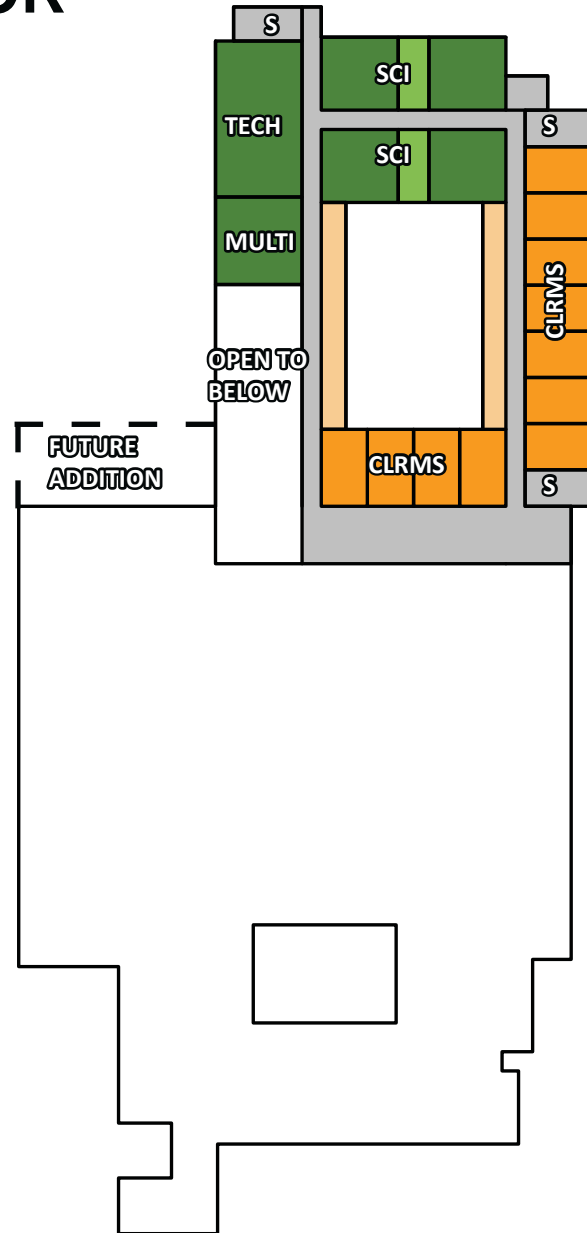 S
SCI
TECH
S
SCI
MULTI
CLRMS
OPEN TO
BELOW
FUTURE
ADDITION
CLRMS
S